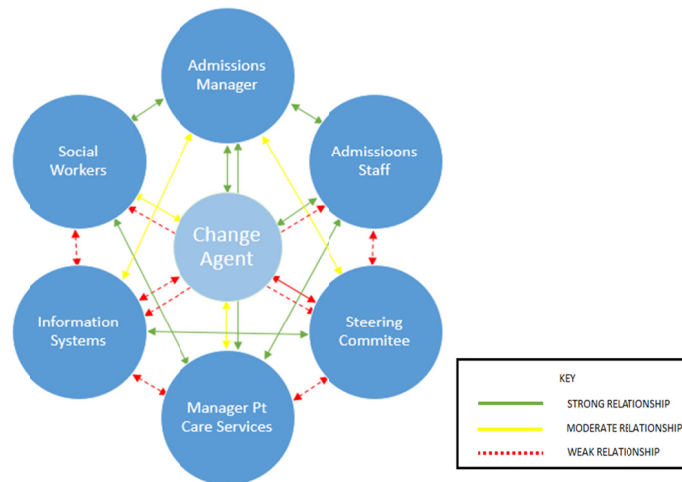 Admissions
Manager
Social
Workers
Admissioons
Staff
Change
Agent
Information
Systems
Steering
Commitee
Manager Pt
Care Services
KEY
STRONG RELATIONSHIP
MODERATE RELATIONSHIP
WEAK RELATIONSHIP